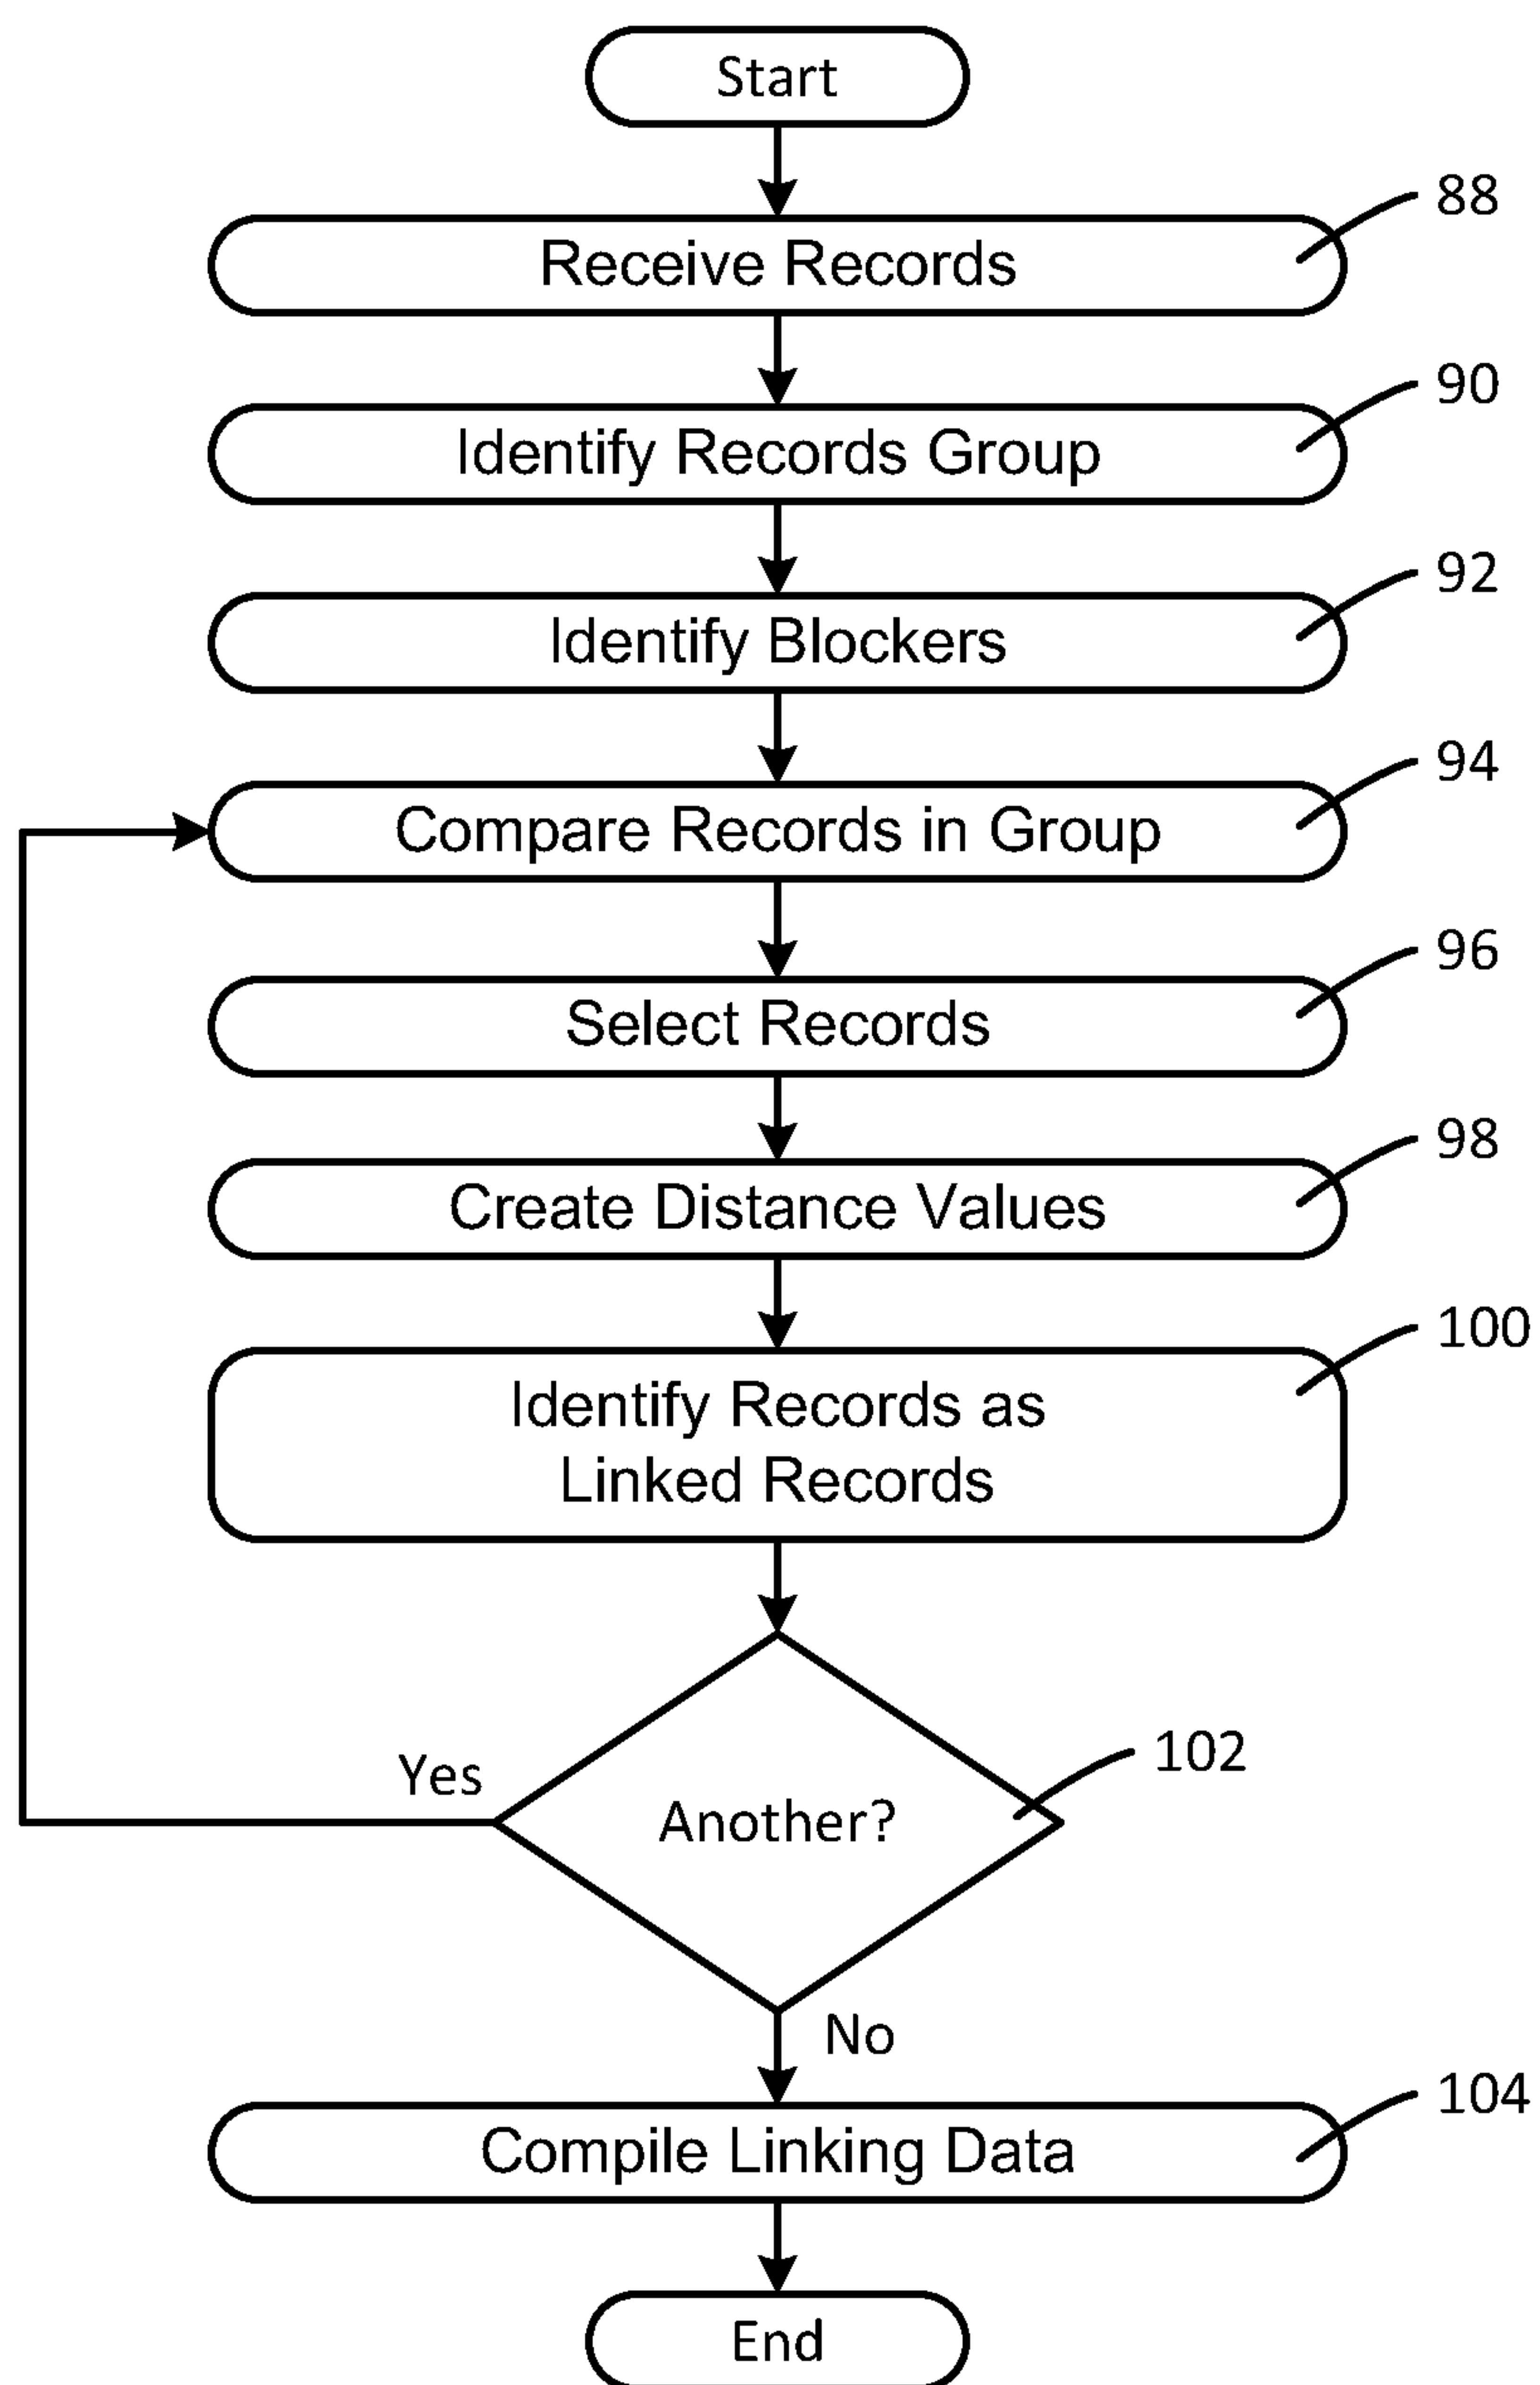 Start
88
Receive Records
90
Identify Records Group
92
Identify Blockers
94
Compare Records in Group
96
Select Records
98
Create Distance Values
100
Identify Records as
Linked Records
102
Yes
Another?
No
104
Compile Linking Data
End